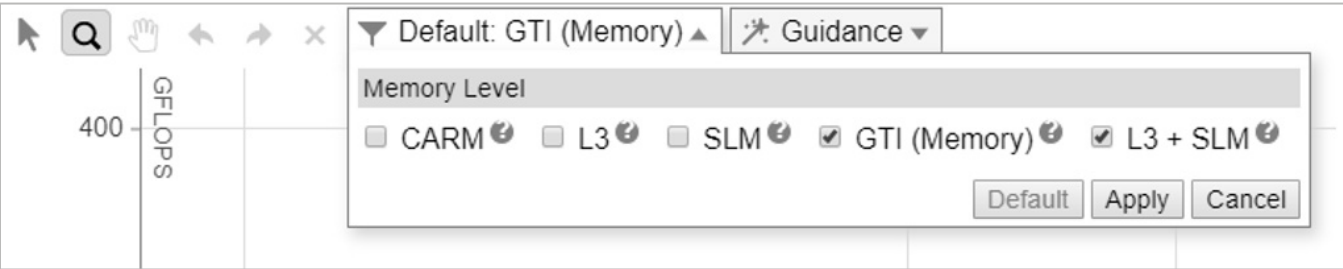 Default: GTI (Memory) Guidance
Memory Level
GFLOPS
400
CARM L3 SLM GTI (Memory) L3 + SLM
Default Apply Cancel